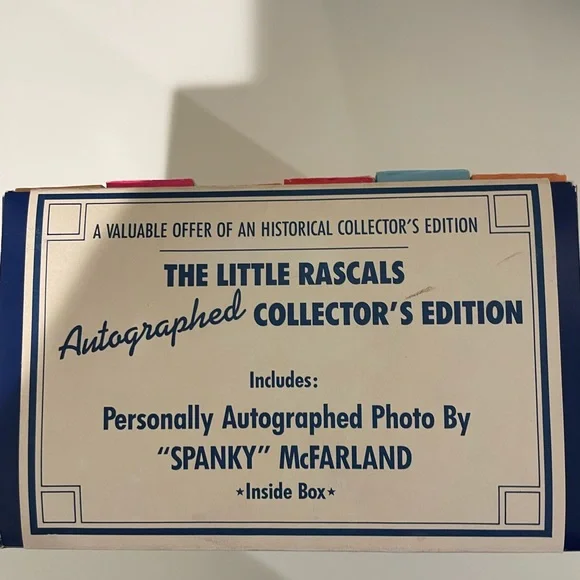 A VALUABLE OFFER OF AN HISTORICAL COLLECTOR'S EDITION
THE LITTLE RASCALS
Autographed COLLECTOR'S EDITION
Includes:
Personally Autographed Photo By
"SPANKY" McFARLAND
★Inside Box★